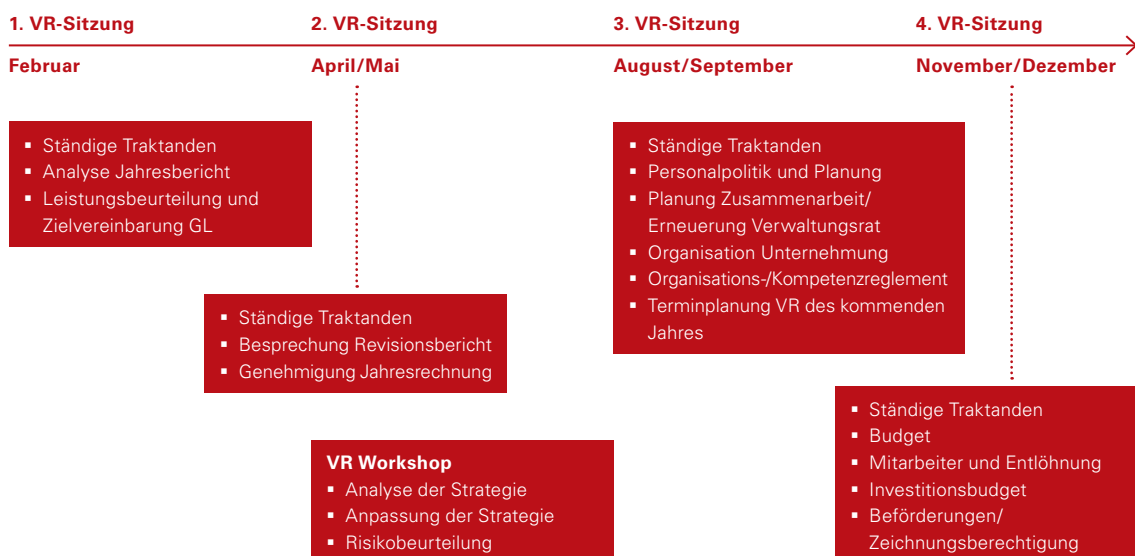 1. VR-Sitzung
2. VR-Sitzung
3. VR-Sitzung
4. VR-Sitzung
Februar
April/Mai
August/September
November/Dezember
▪ Ständige Traktanden
▪ Analyse Jahresbericht
▪ Leistungsbeurteilung und
Zielvereinbarung GL
▪ Ständige Traktanden
▪ Besprechung Revisionsbericht
▪ Genehmigung Jahresrechnung
VR Workshop
▪ Analyse der Strategie
▪ Anpassung der Strategie
▪ Risikobeurteilung
▪ Ständige Traktanden
▪ Personalpolitik und Planung
▪ Planung Zusammenarbeit/
Erneuerung Verwaltungsrat
▪ Organisation Unternehmung
▪ Organisations-/Kompetenzreglement
▪ Terminplanung VR des kommenden
Jahres
▪ Ständige Traktanden
▪ Budget
▪ Mitarbeiter und Entlöhnung
▪ Investitionsbudget
▪ Beförderungen/
Zeichnungsberechtigung